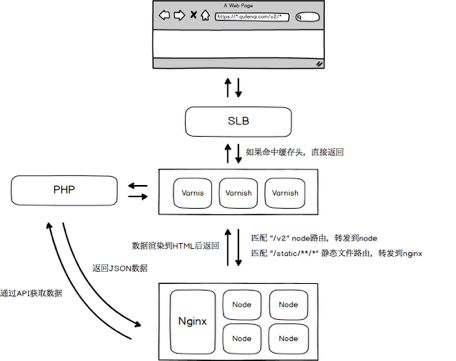 A Web Page
https://*.qufenqi.com/v2/*
SLB
如果命中缓存头，直接返回
PHP
Varnis
Varnish
Varnish
数据渲染到HTML后返回
匹配 "/v2" node路由，转发到node
匹配 "/static/**/*" 静态文件路由，转发到nginx
返回JSON数据
通过API获取数据
Nginx
Node
Node
Node
Node